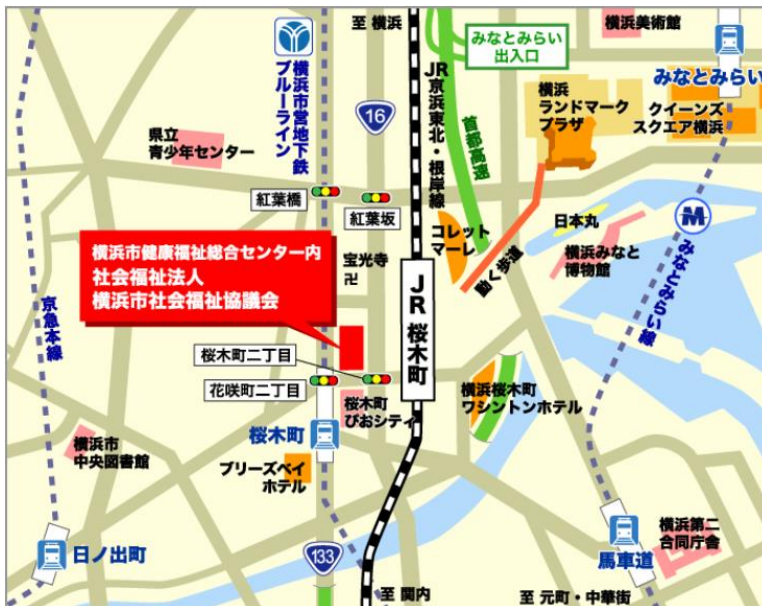 至 横浜
みなとみらい
出入口
横浜美術館
みなとみらい
横浜市営地下鉄
ブルーライン
16
JR
京浜東北・根岸線
首都高速
横浜
ランドマーク
プラザ
クイーンズ
スクエア横浜
県立
青少年センター
紅葉橋
紅葉坂
コレット
マーレ
動く歩道
日本丸
横浜みなと
博物館
M
みなとみらい線
横浜市健康福祉総合センター内
社会福祉法人
横浜市社会福祉協議会
宝光寺
卍
JR 桜木町
京急本線
桜木町二丁目
花咲町二丁目
桜木町
ぴおシティ
横浜桜木町
ワシントンホテル
桜木町
横浜市
中央図書館
ブリーズベイ
ホテル
日ノ出町
133
馬車道
横浜第二
合同庁舎
至 関内
至 元町・中華街